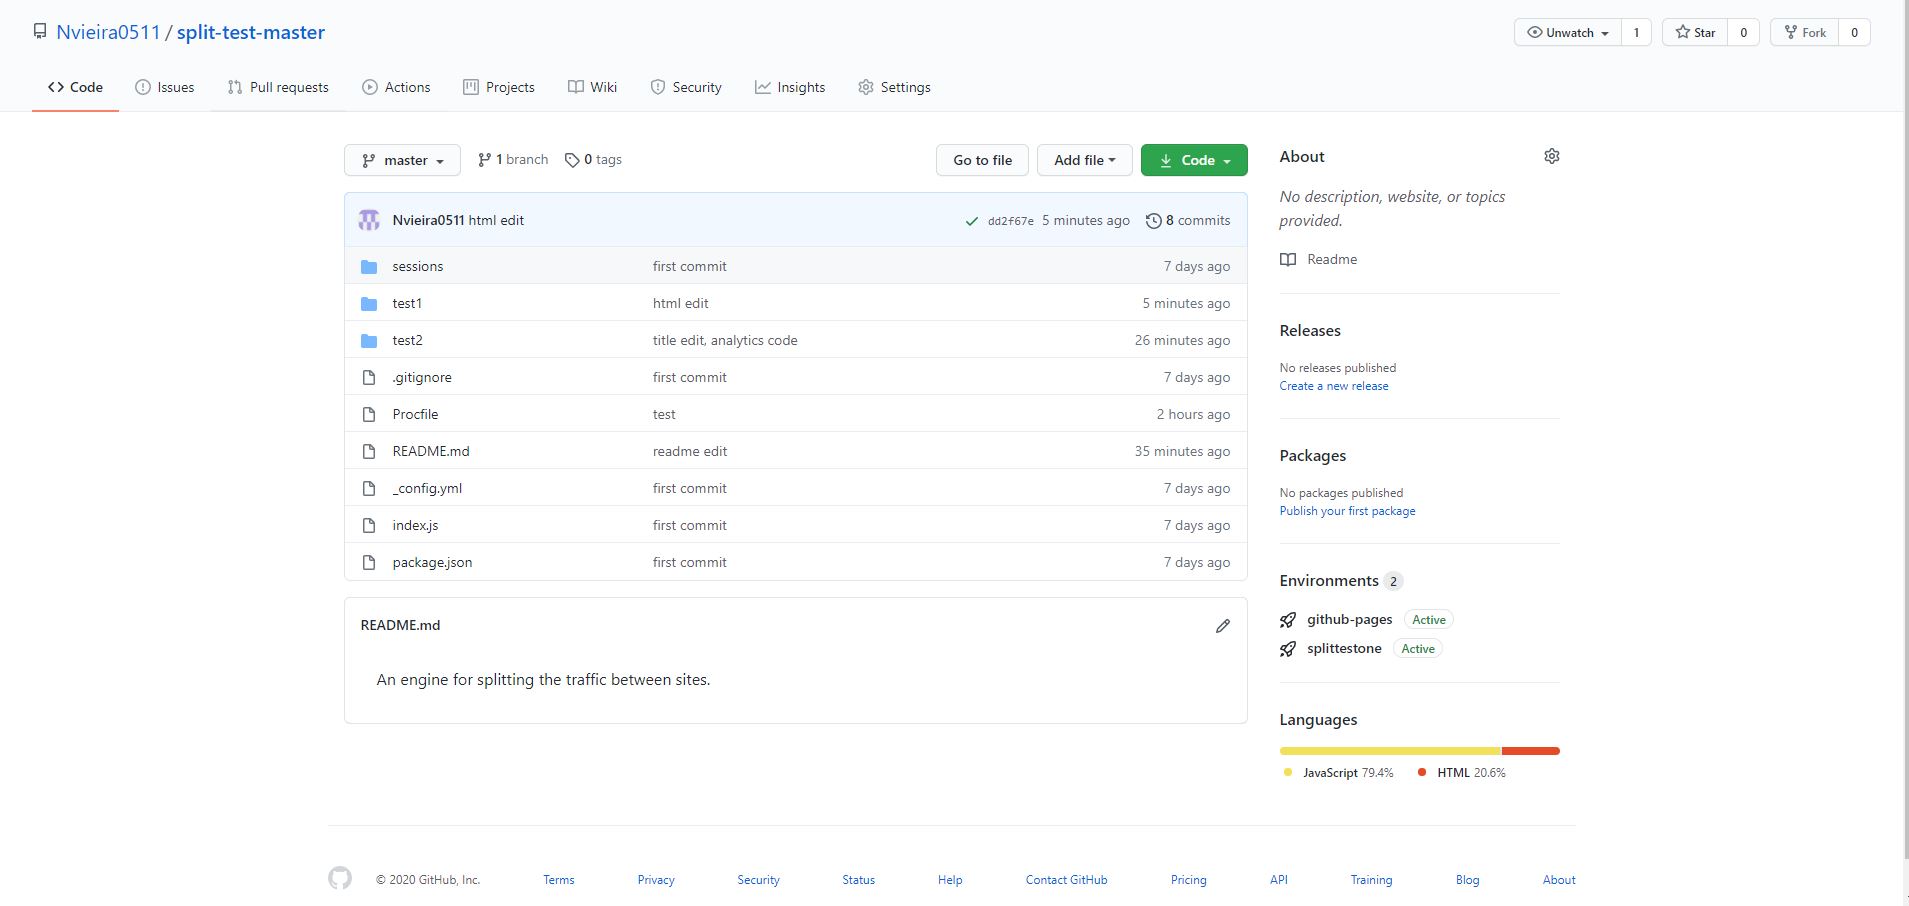 Nvieira0511 / split-test-master
Unwatch 1 Star 0 Fork 0
Code Issues Pull requests Actions Projects Wiki Security Insights Settings
master 1 branch 0 tags Go to file Add file Code
Nvieira0511 html edit dd2f67e 5 minutes ago 8 commits
sessions first commit 7 days ago
test1 html edit 5 minutes ago
test2 title edit, analytics code 26 minutes ago
.gitignore first commit 7 days ago
Procfile test 2 hours ago
README.md readme edit 35 minutes ago
_config.yml first commit 7 days ago
index.js first commit 7 days ago
package.json first commit 7 days ago
README.md
An engine for splitting the traffic between sites.
About
No description, website, or topics
provided.
Readme
Releases
No releases published
Create a new release
Packages
No packages published
Publish your first package
Environments 2
github-pages Active
splittestone Active
Languages
JavaScript 79.4% HTML 20.6%
© 2020 GitHub, Inc. Terms Privacy Security Status Help Contact GitHub Pricing API Training Blog About